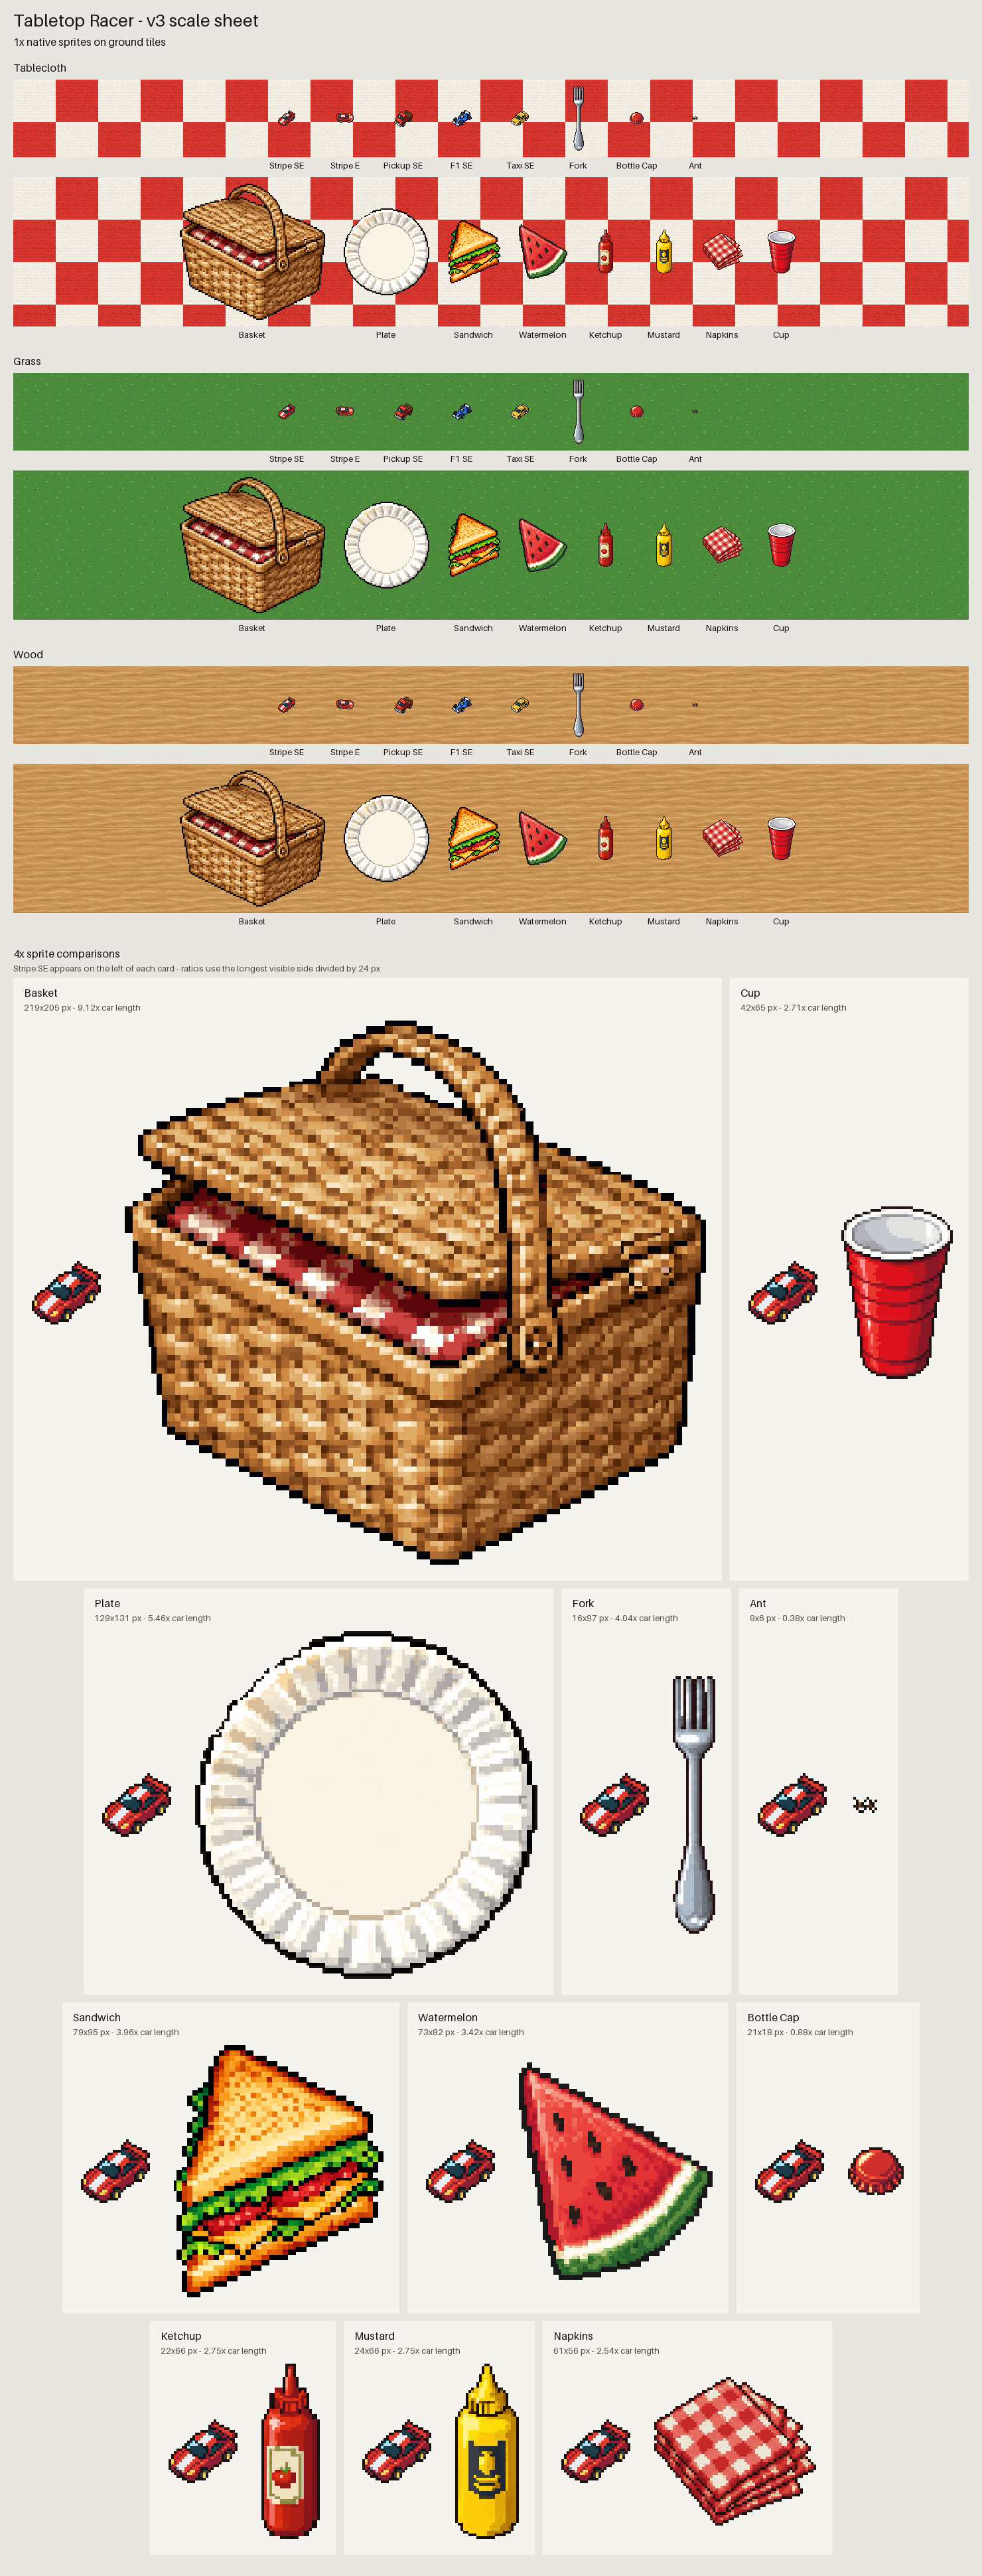 Tabletop Racer - v3 scale sheet
1x native sprites on ground tiles
Tablecloth
Stripe SE Stripe E Pickup SE F1 SE Taxi SE Fork Bottle Cap Ant
Basket Plate Sandwich Watermelon Ketchup Mustard Napkins Cup
Grass
Stripe SE Stripe E Pickup SE F1 SE Taxi SE Fork Bottle Cap Ant
Basket Plate Sandwich Watermelon Ketchup Mustard Napkins Cup
Wood
Stripe SE Stripe E Pickup SE F1 SE Taxi SE Fork Bottle Cap Ant
Basket Plate Sandwich Watermelon Ketchup Mustard Napkins Cup
4x sprite comparisons
Stripe SE appears on the left of each card - ratios use the longest visible side divided by 24 px
Basket
219x205 px - 9.12x car length
Cup
42x65 px - 2.71x car length
Plate
129x131 px - 5.46x car length
Fork
16x97 px - 4.04x car length
Ant
9x6 px - 0.38x car length
Sandwich
79x95 px - 3.96x car length
Watermelon
73x82 px - 3.42x car length
Bottle Cap
21x18 px - 0.88x car length
Ketchup
22x66 px - 2.75x car length
Mustard
24x66 px - 2.75x car length
Napkins
61x56 px - 2.54x car length